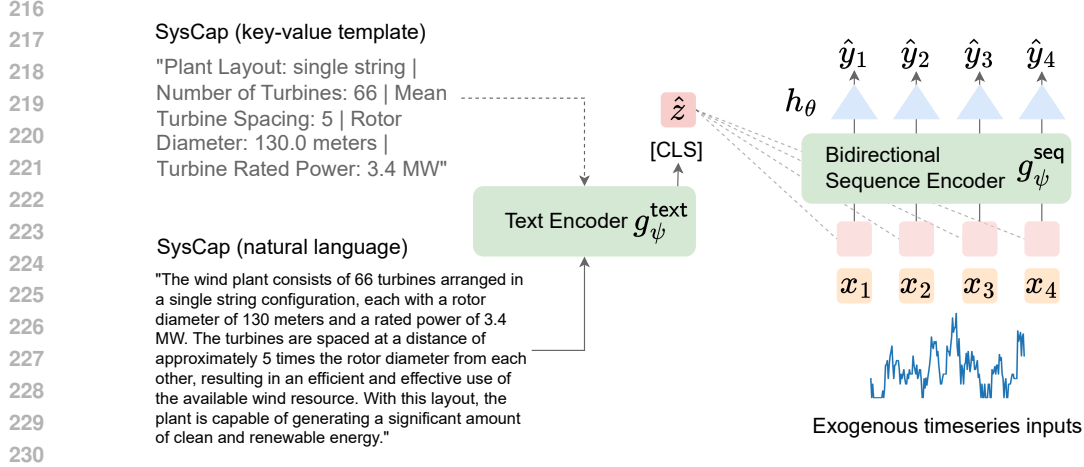 216
217
218
219
220
221
222
223
224
225
226
227
228
229
230
SysCap (key-value template)
"Plant Layout: single string |
Number of Turbines: 66 | Mean
Turbine Spacing: 5 | Rotor
Diameter: 130.0 meters |
Turbine Rated Power: 3.4 MW"
SysCap (natural language)
"The wind plant consists of 66 turbines arranged in
a single string configuration, each with a rotor
diameter of 130 meters and a rated power of 3.4
MW. The turbines are spaced at a distance of
approximately 5 times the rotor diameter from each
other, resulting in an efficient and effective use of
the available wind resource. With this layout, the
plant is capable of generating a significant amount
of clean and renewable energy."
Text Encoder g_ψ^text
ẑ
[CLS]
ŷ₁ ŷ₂ ŷ₃ ŷ₄
h_θ
Bidirectional
Sequence Encoder g_ψ^seq
x₁ x₂ x₃ x₄
Exogenous timeseries inputs